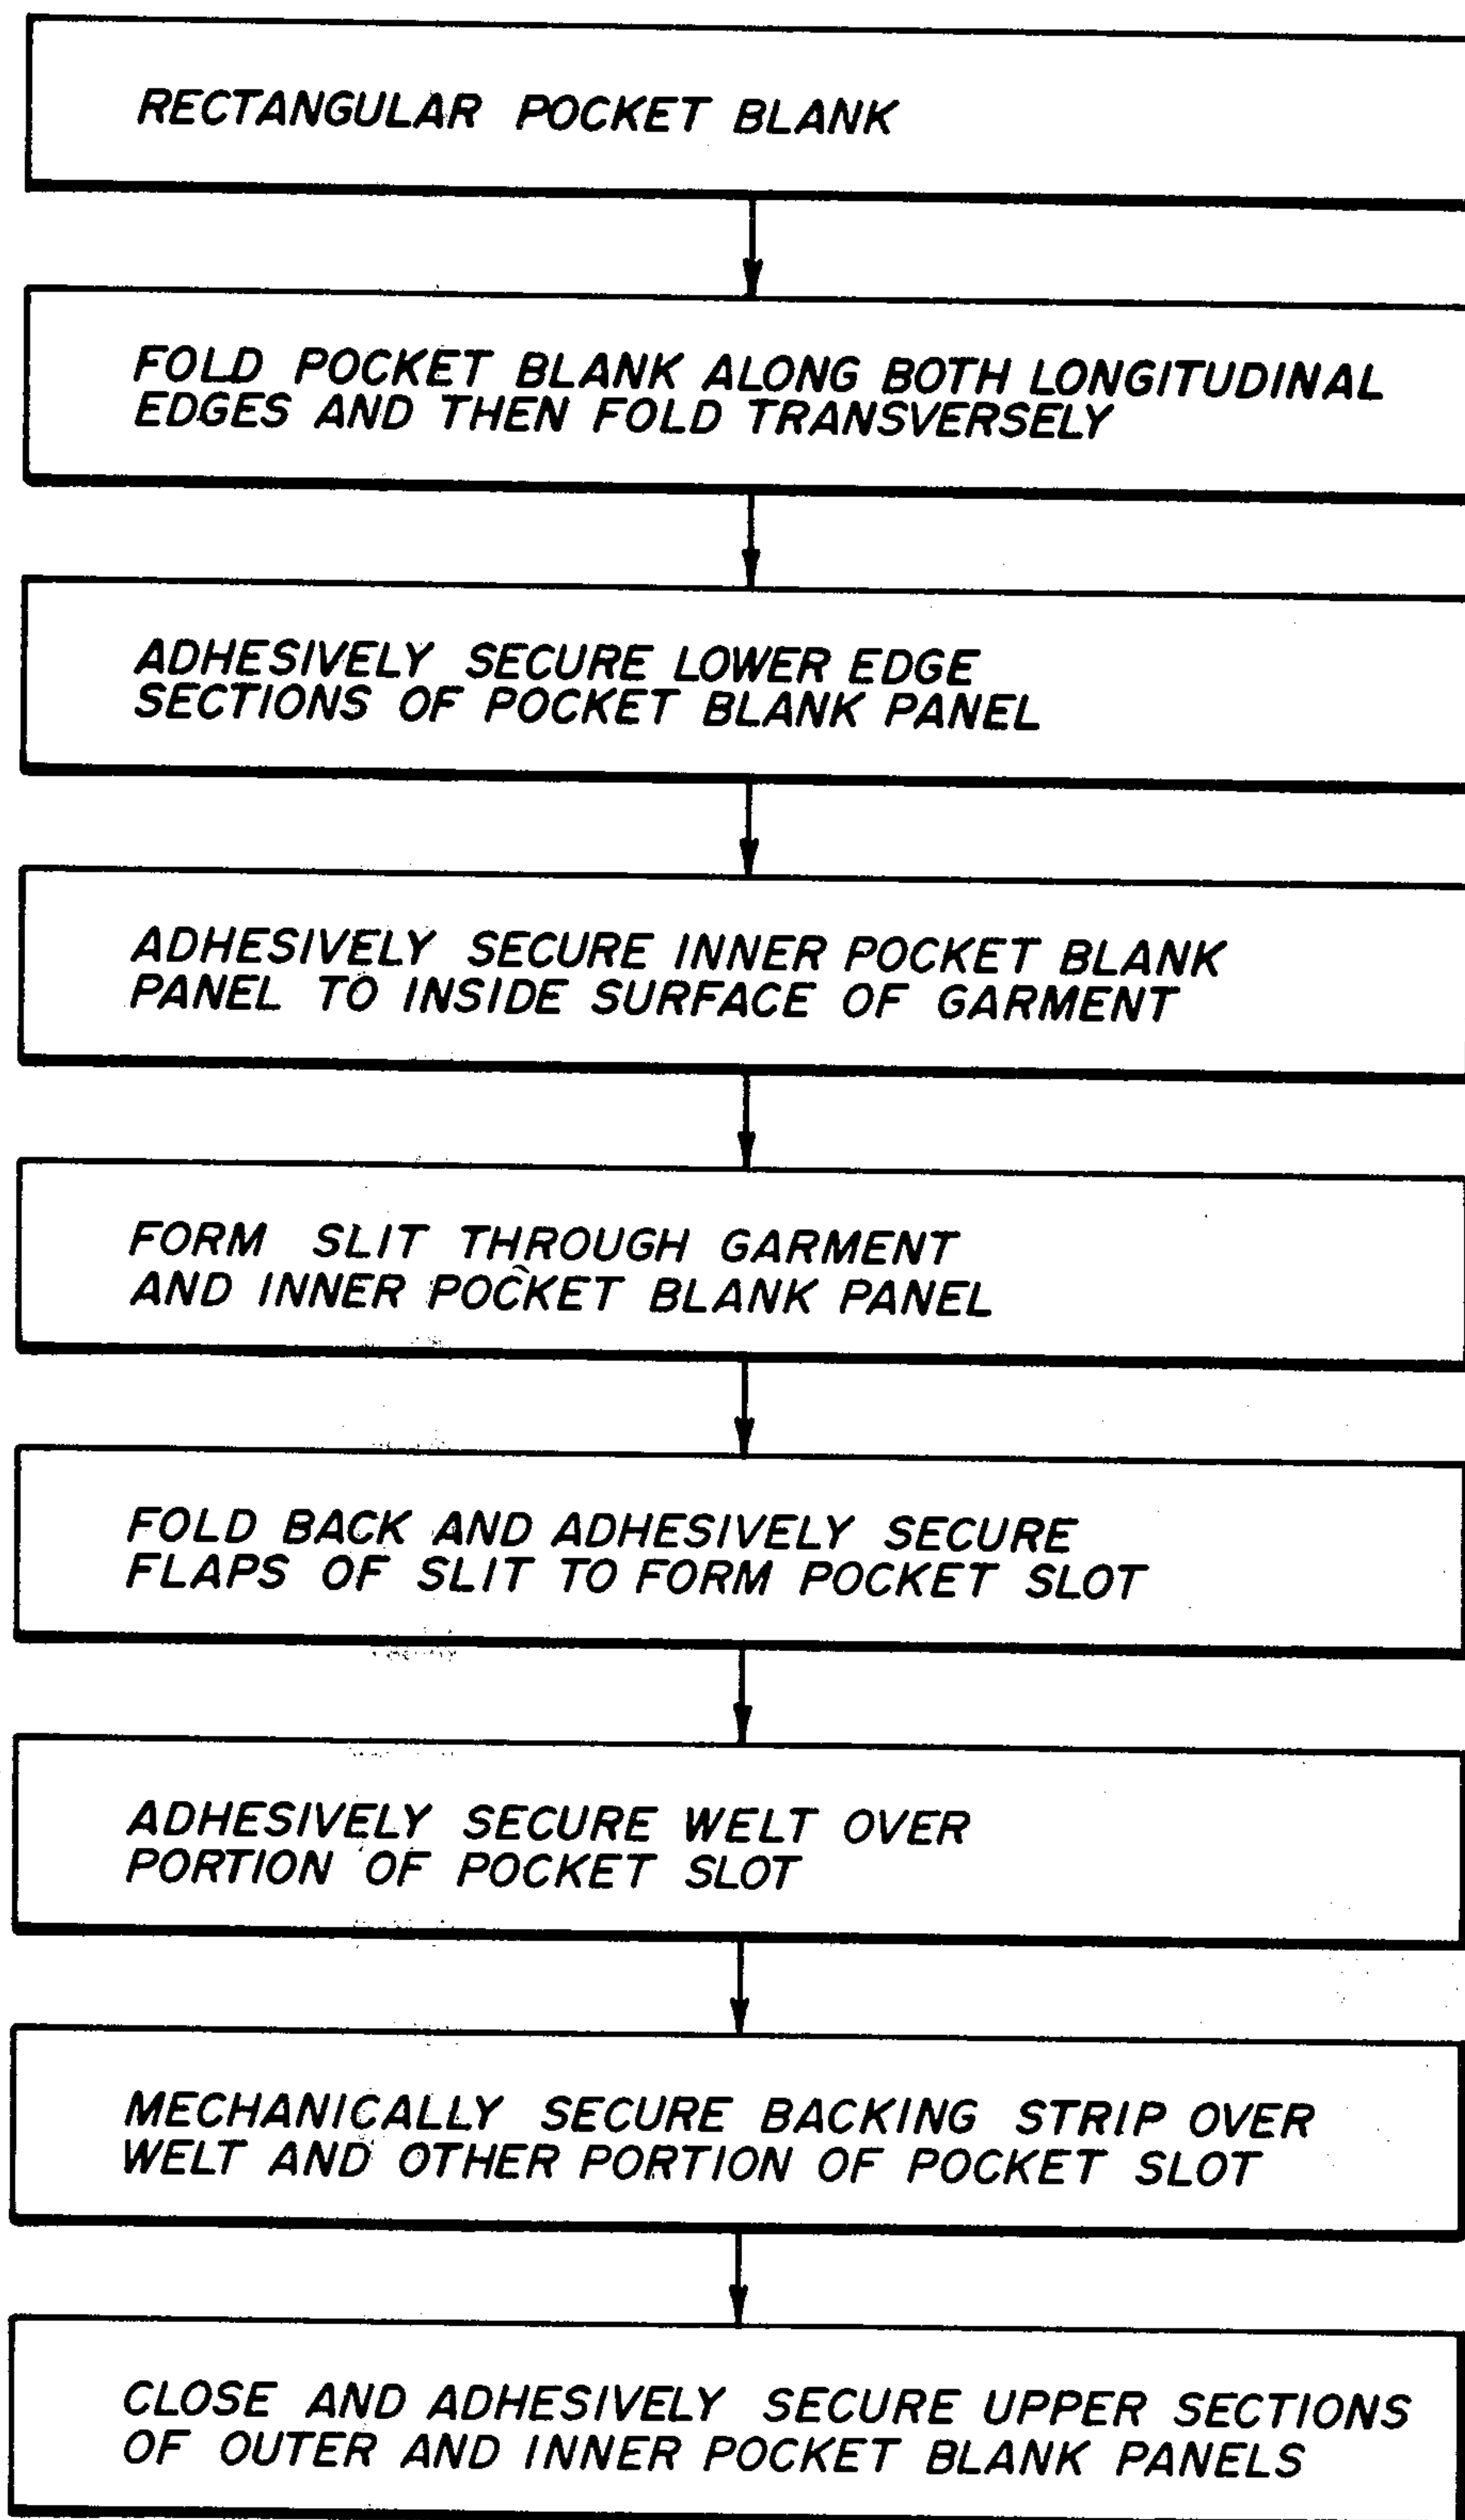 RECTANGULAR POCKET BLANK
FOLD POCKET BLANK ALONG BOTH LONGITUDINAL
EDGES AND THEN FOLD TRANSVERSELY
ADHESIVELY SECURE LOWER EDGE
SECTIONS OF POCKET BLANK PANEL
ADHESIVELY SECURE INNER POCKET BLANK
PANEL TO INSIDE SURFACE OF GARMENT
FORM SLIT THROUGH GARMENT
AND INNER POCKET BLANK PANEL
FOLD BACK AND ADHESIVELY SECURE
FLAPS OF SLIT TO FORM POCKET SLOT
ADHESIVELY SECURE WELT OVER
PORTION OF POCKET SLOT
MECHANICALLY SECURE BACKING STRIP OVER
WELT AND OTHER PORTION OF POCKET SLOT
CLOSE AND ADHESIVELY SECURE UPPER SECTIONS
OF OUTER AND INNER POCKET BLANK PANELS